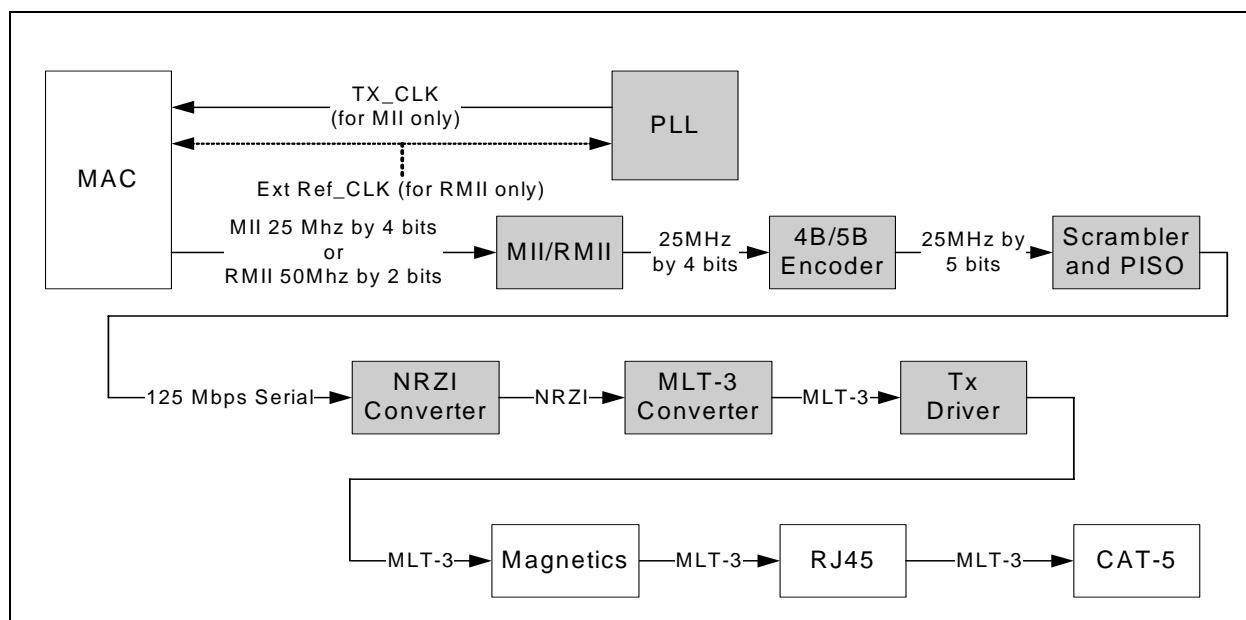 TX_CLK
(for MII only)
PLL
MAC
Ext Ref_CLK (for RMII only)
MII 25 Mhz by 4 bits
or
RMII 50Mhz by 2 bits
MII/RMII
25MHz
by 4 bits
4B/5B
Encoder
25MHz by
5 bits
Scrambler
and PISO
125 Mbps Serial
NRZI
Converter
NRZI
MLT-3
Converter
MLT-3
Tx
Driver
MLT-3
Magnetics
MLT-3
RJ45
MLT-3
CAT-5